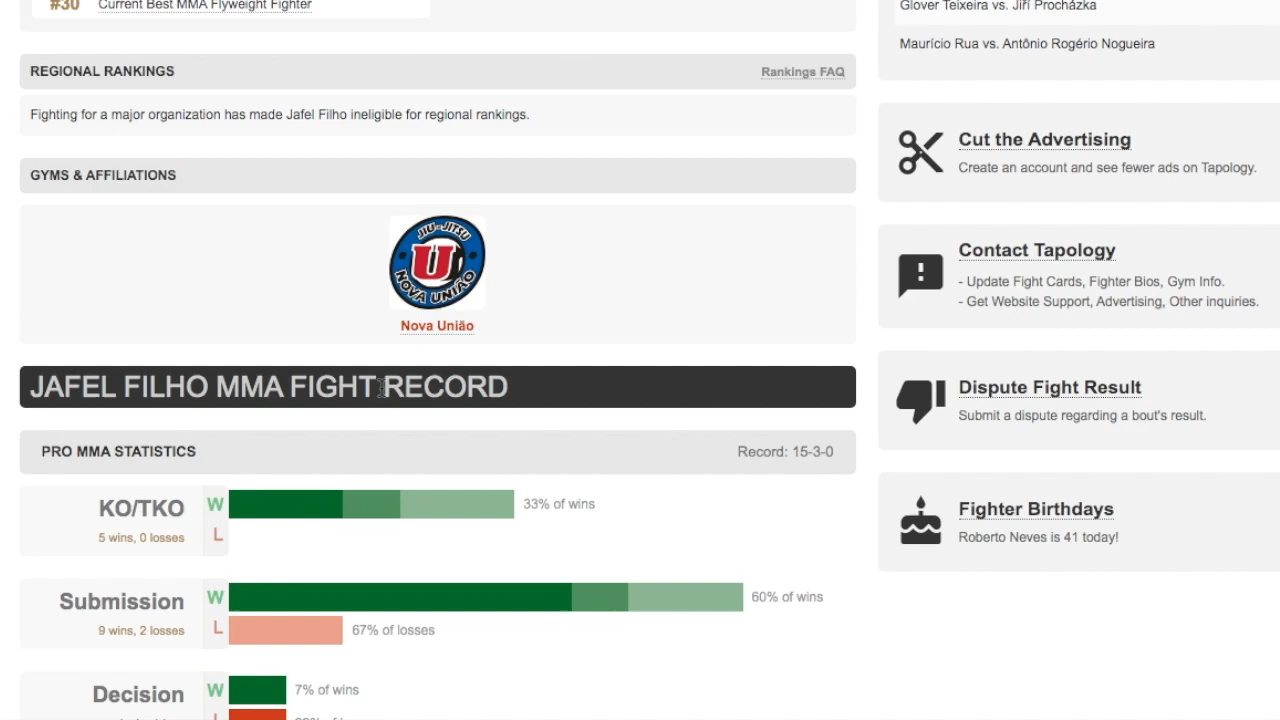 #30 Current Best MMA Flyweight Fighter
REGIONAL RANKINGS
Rankings FAQ
Fighting for a major organization has made Jafel Filho ineligible for regional rankings.
GYMS & AFFILIATIONS
JIU-JITSU
U
NOVA UNIÃO
Nova União
JAFEL FILHO MMA FIGHT RECORD
PRO MMA STATISTICS
Record: 15-3-0
KO/TKO
5 wins, 0 losses
W
33% of wins
L
Submission
9 wins, 2 losses
W
60% of wins
L
67% of losses
Decision
W
7% of wins
Glover Teixeira vs. Jiří Procházka
Maurício Rua vs. Antônio Rogério Nogueira
Cut the Advertising
Create an account and see fewer ads on Tapology.
Contact Tapology
- Update Fight Cards, Fighter Bios, Gym Info.
- Get Website Support, Advertising, Other inquiries.
Dispute Fight Result
Submit a dispute regarding a bout's result.
Fighter Birthdays
Roberto Neves is 41 today!